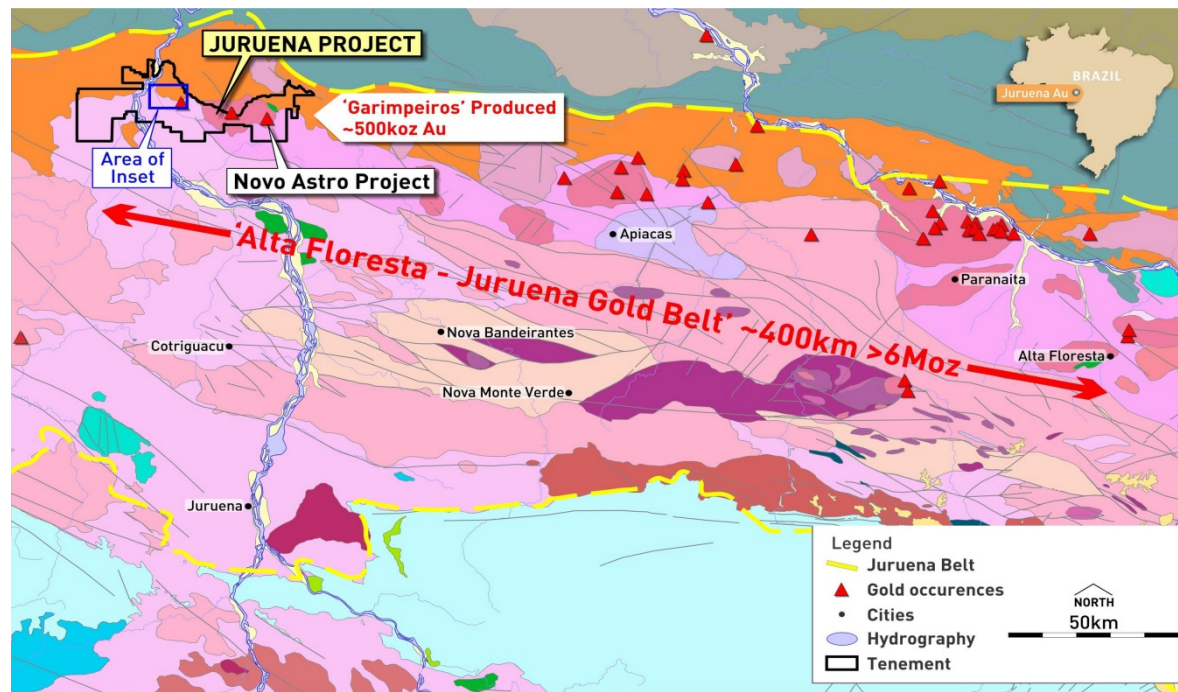 JURUENA PROJECT
'Garimpeiros' Produced
~500koz Au
BRAZIL
Juruena Au
Area of
Inset
Novo Astro Project
'Alta Floresta - Juruena Gold Belt' ~400km >6Moz
Apiacas
Paranaita
Nova Bandeirantes
Cotriguacu
Alta Floresta
Nova Monte Verde
Juruena
Legend
Juruena Belt
Gold occurences
Cities
Hydrography
Tenement
NORTH
50km